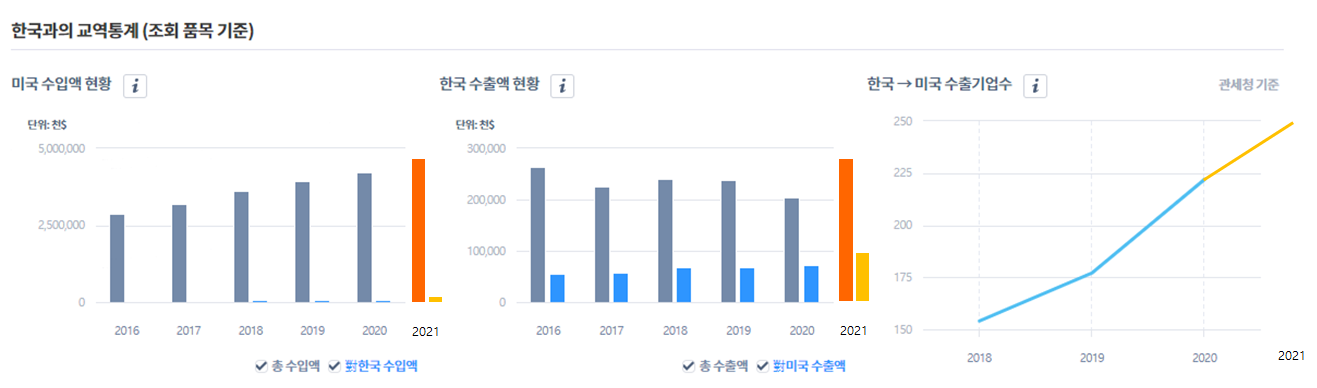 한국과의 교역통계 (조회 품목 기준)
미국 수입액 현황 i
단위: 천$
5,000,000
2,500,000
0
2016 2017 2018 2019 2020 2021
총 수입액 對한국 수입액
한국 수출액 현황 i
단위: 천$
300,000
200,000
100,000
0
2016 2017 2018 2019 2020 2021
총 수출액 對미국 수출액
한국 → 미국 수출기업수 i 관세청 기준
250
225
200
175
150
2018 2019 2020 2021